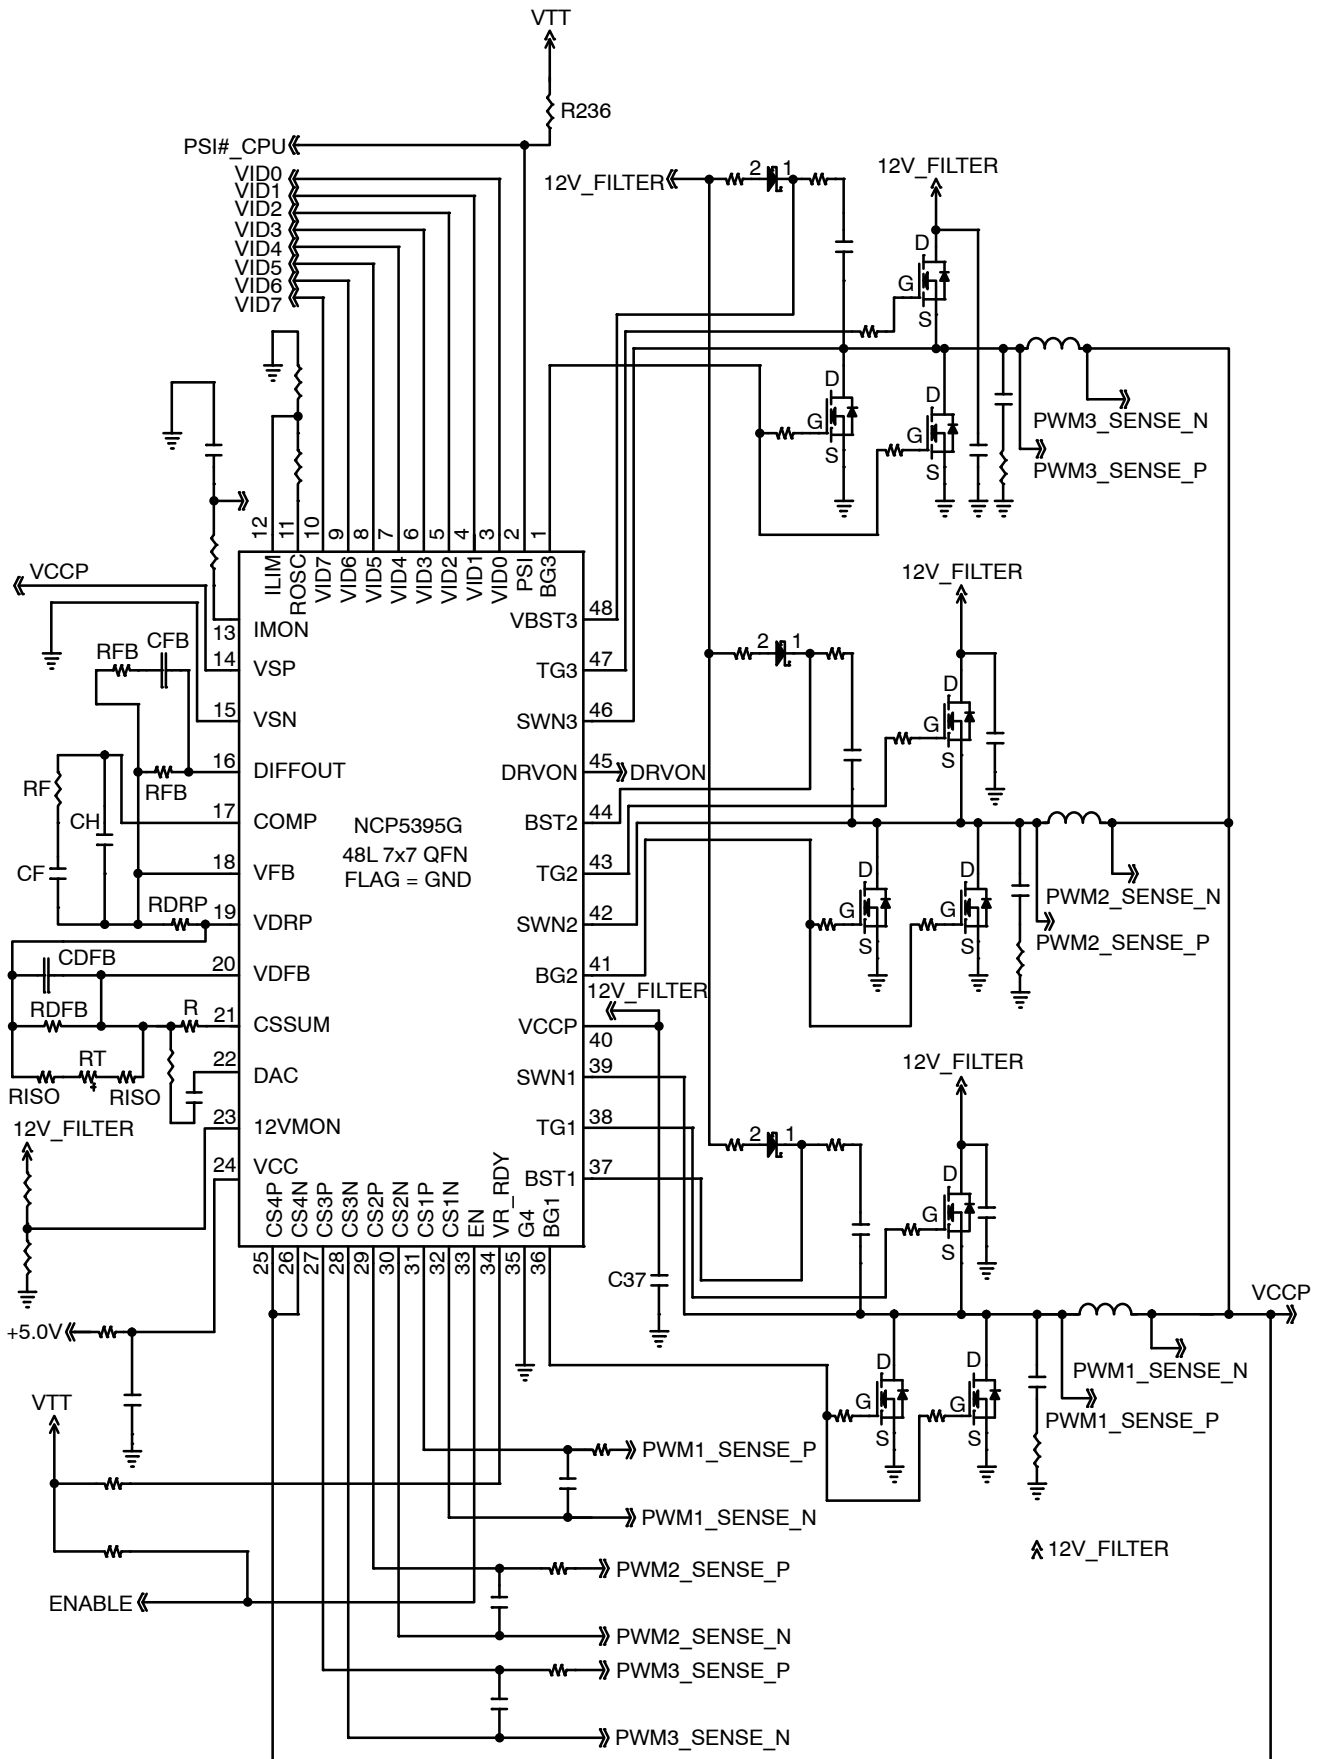 VTT
R236
PSI#_CPU
VID0
VID1
VID2
VID3
VID4
VID5
VID6
VID7
12V_FILTER
2 1
12V_FILTER
D
G
S
D
G
S
D
G
S
PWM3_SENSE_N
PWM3_SENSE_P
12 11 10 9 8 7 6 5 4 3 2 1
ILIM ROSC VID7 VID6 VID5 VID4 VID3 VID2 VID1 VID0 PSI BG3
VCCP
13 IMON
RFB CFB
14 VSP
15 VSN
16 DIFFOUT
RFB
RF
17 COMP
CH
18 VFB
CF
RDRP
19 VDRP
CDFB
20 VDFB
RDFB
R
21 CSSUM
RT
22 DAC
RISO RISO
12V_FILTER
23 12VMON
24 VCC
NCP5395G
48L 7x7 QFN
FLAG = GND
VBST3 48
TG3 47
SWN3 46
DRVON 45 DRVON
BST2 44
TG2 43
SWN2 42
BG2 41
12V_FILTER
VCCP 40
SWN1 39
TG1 38
BST1 37
CS4P CS4N CS3P CS3N CS2P CS2N CS1P CS1N EN VR_RDY G4 BG1
25 26 27 28 29 30 31 32 33 34 35 36
12V_FILTER
2 1
D
G
S
D
G
S
D
G
S
PWM2_SENSE_N
PWM2_SENSE_P
12V_FILTER
2 1
D
G
S
C37
VCCP
D
G
S
D
G
S
PWM1_SENSE_N
PWM1_SENSE_P
+5.0V
VTT
PWM1_SENSE_P
PWM1_SENSE_N
12V_FILTER
PWM2_SENSE_P
ENABLE
PWM2_SENSE_N
PWM3_SENSE_P
PWM3_SENSE_N